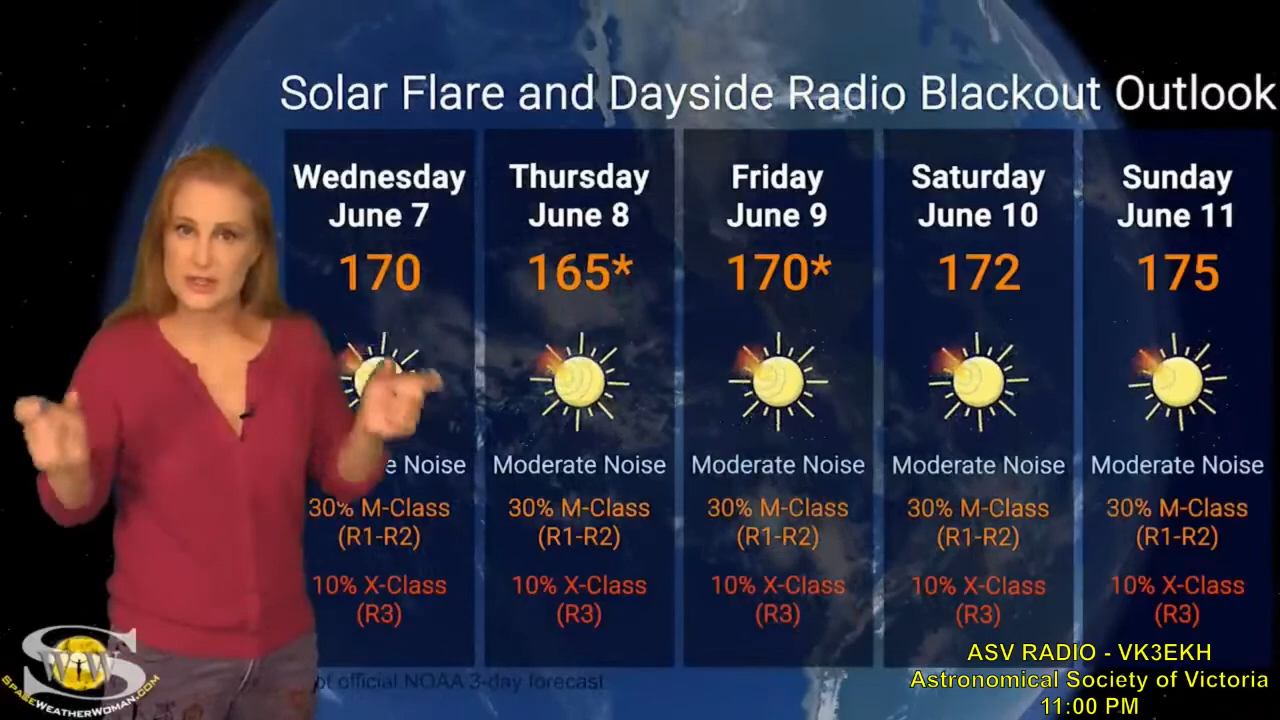 Solar Flare and Dayside Radio Blackout Outlook
Wednesday
June 7
170
e Noise
30% M-Class
(R1-R2)
10% X-Class
(R3)
Thursday
June 8
165*
Moderate Noise
30% M-Class
(R1-R2)
10% X-Class
(R3)
Friday
June 9
170*
Moderate Noise
30% M-Class
(R1-R2)
10% X-Class
(R3)
Saturday
June 10
172
Moderate Noise
30% M-Class
(R1-R2)
10% X-Class
(R3)
Sunday
June 11
175
Moderate Noise
30% M-Class
(R1-R2)
10% X-Class
(R3)
official NOAA 3-day forecast
SWW
SPACEWEATHERWOMAN.COM
ASV RADIO - VK3EKH
Astronomical Society of Victoria
11:00 PM